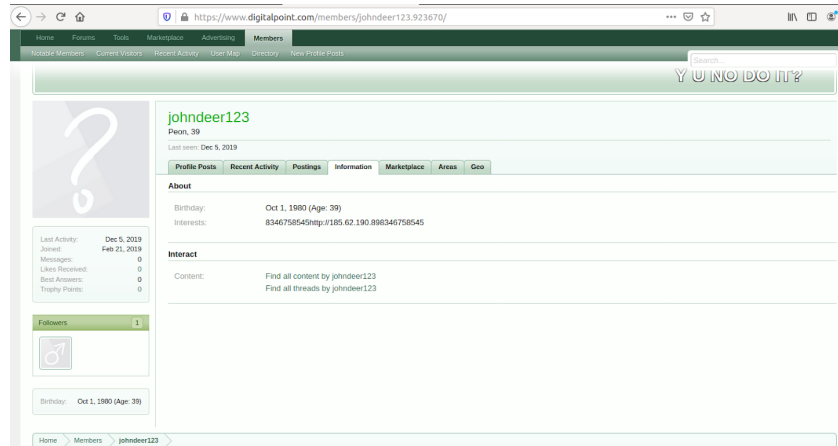 https://www.digitalpoint.com/members/johndeer123.923670/
Home Forums Tools Marketplace Advertising Members
Notable Members Current Visitors Recent Activity User Map Directory New Profile Posts
Search...
Y U NO DO IT?
johndeer123
Peon, 39
Last seen: Dec 5, 2019
Profile Posts Recent Activity Postings Information Marketplace Areas Geo
About
Birthday: Oct 1, 1980 (Age: 39)
Interests: 8346758545http://185.62.190.898346758545
Interact
Content: Find all content by johndeer123
Find all threads by johndeer123
Last Activity: Dec 5, 2019
Joined: Feb 21, 2019
Messages: 0
Likes Received: 0
Best Answers: 0
Trophy Points: 0
Followers 1
Birthday: Oct 1, 1980 (Age: 39)
Home Members johndeer123